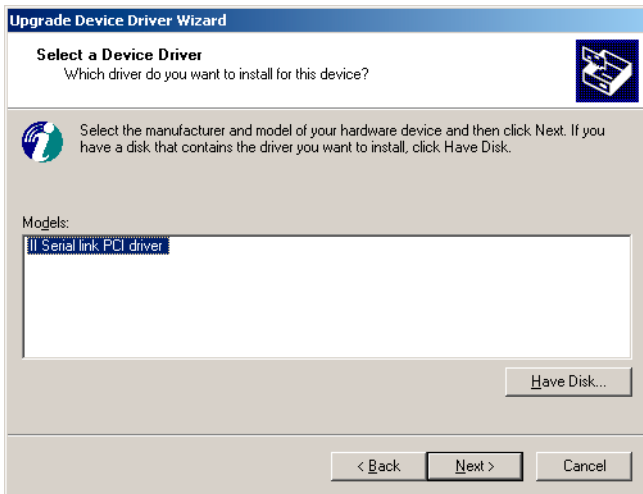 Upgrade Device Driver Wizard
Select a Device Driver
Which driver do you want to install for this device?
Select the manufacturer and model of your hardware device and then click Next. If you
have a disk that contains the driver you want to install, click Have Disk.
Models:
II Serial link PCI driver
Have Disk...
< Back
Next >
Cancel